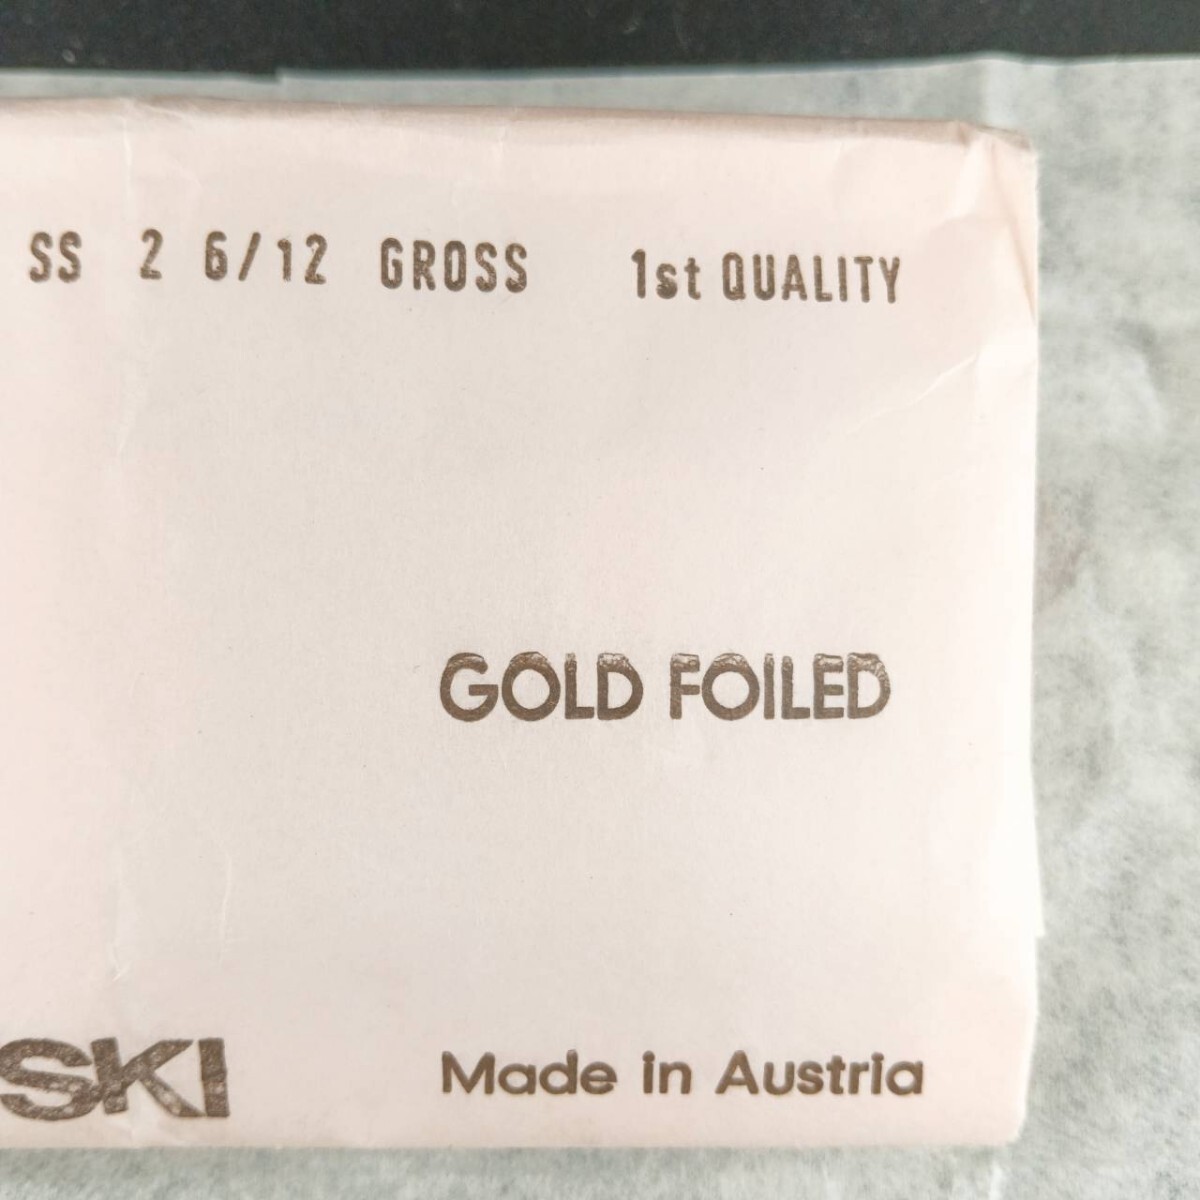 SS 2 6/12 GROSS 1st QUALITY
GOLD FOILED
SKI Made in Austria